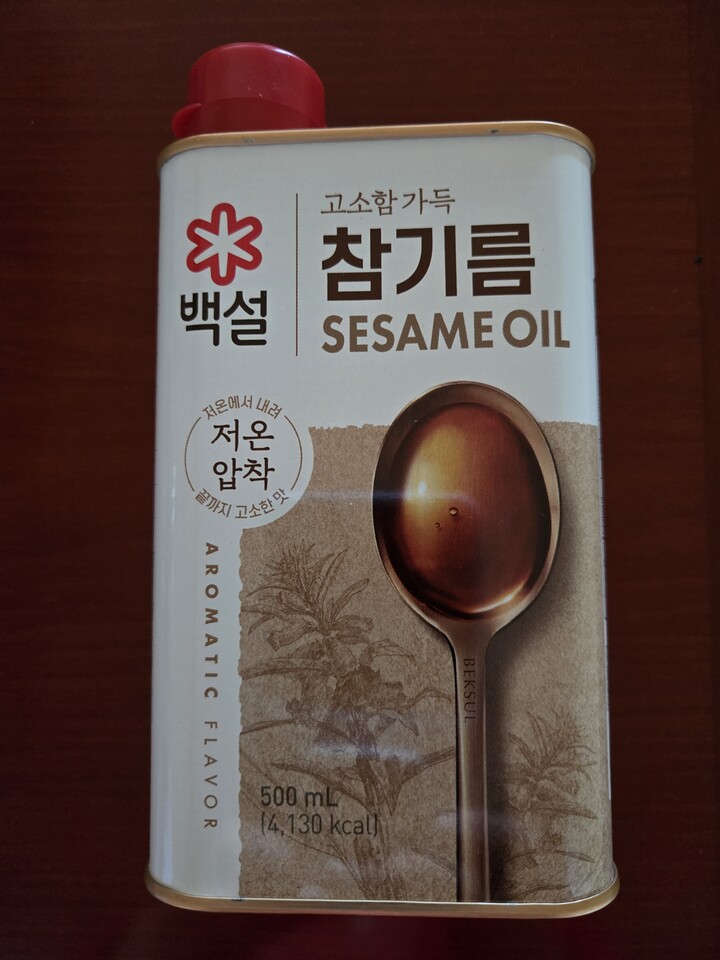 백설
고소함 가득
참기름
SESAME OIL
저온에서 내려
저온
압착
끝까지 고소한 맛
AROMATIC FLAVOR
BEKSUL
500 mL
(4,130 kcal)